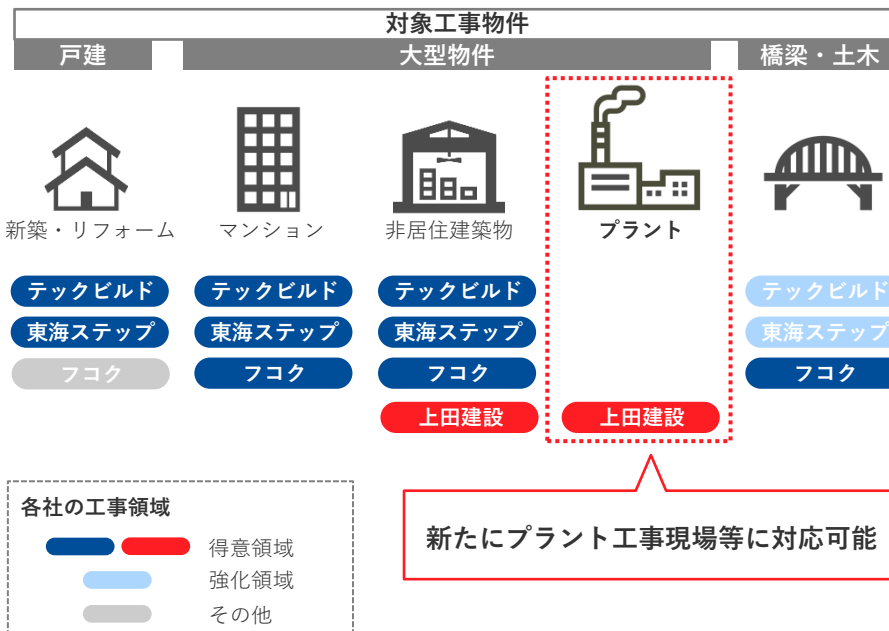 対象工事物件
戸建
大型物件
橋梁・土木
新築・リフォーム
マンション
非居住建築物
プラント
テックビルド
テックビルド
テックビルド
テックビルド
東海ステップ
東海ステップ
東海ステップ
東海ステップ
フコク
フコク
フコク
フコク
上田建設
上田建設
各社の工事領域
得意領域
強化領域
その他
新たにプラント工事現場等に対応可能